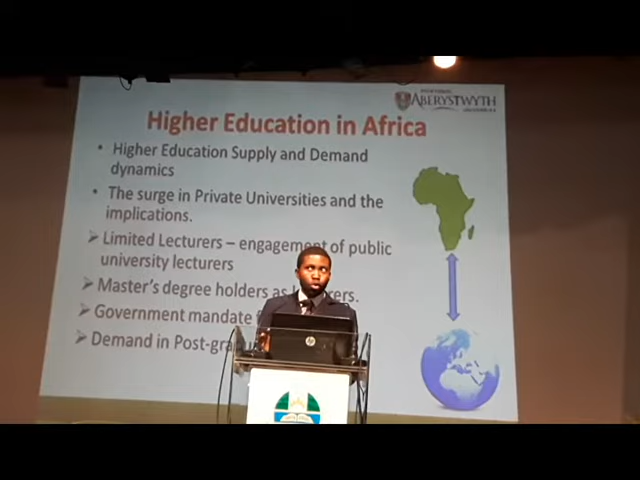 ABERYSTWYTH
Higher Education in Africa
• Higher Education Supply and Demand
dynamics
• The surge in Private Universities and the
implications.
➢ Limited Lecturers – engagement of public
university lecturers
➢ Master's degree holders as
➢ Government mandate
➢ Demand in Post-gra
hp